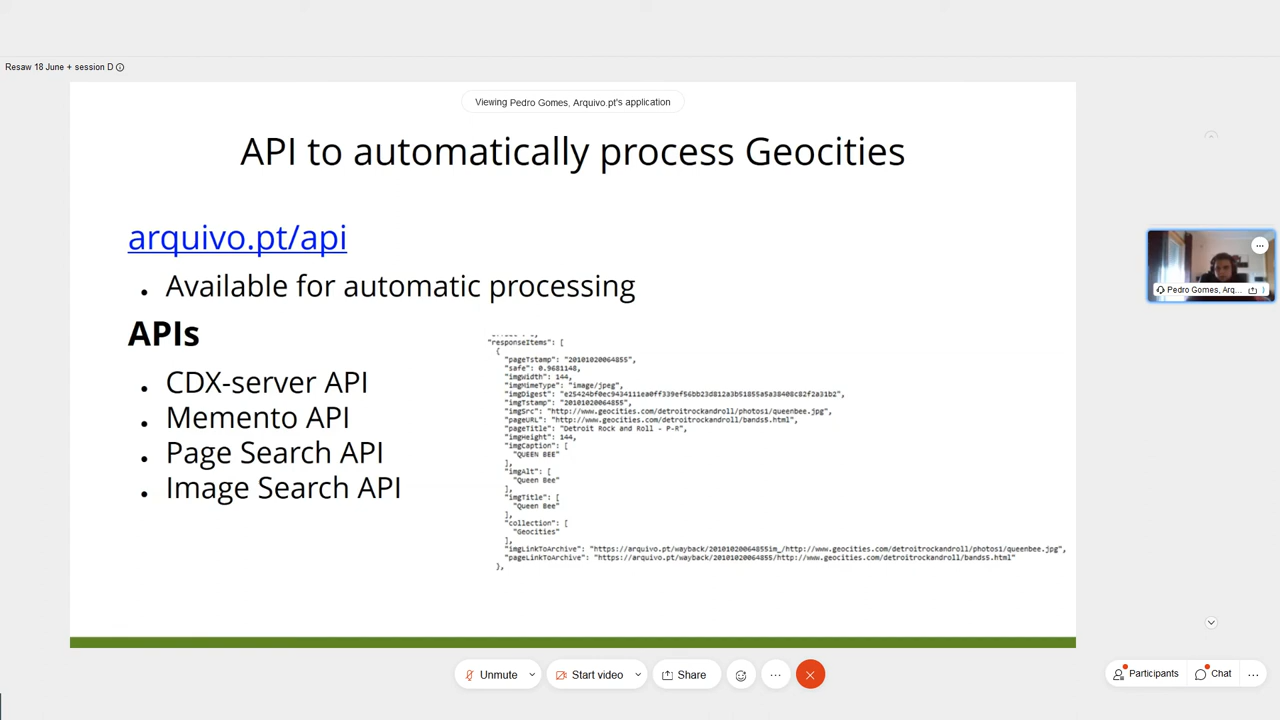 Resaw 18 June + session D
Viewing Pedro Gomes, Arquivo.pt's application
API to automatically process Geocities
arquivo.pt/api
Available for automatic processing
APIs
CDX-server API
Memento API
Page Search API
Image Search API
"responseItems": [
{
"pageTstamp": "20101020064855",
"safe": 0.9681148,
"imgWidth": 144,
"imgMimeType": "image/jpeg",
"imgTstamp": "20101020064855",
"imgSrc": "http://www.geocities.com/detroitrockandroll/photos1/queenbee.jpg",
"pageURL": "http://www.geocities.com/detroitrockandroll/bands5.html",
"pageTitle": "Detroit Rock and Roll - P-R",
"imgHeight": 144,
"imgCaption": [
"QUEEN BEE"
],
"imgAlt": [
"Queen Bee"
],
"imgTitle": [
"Queen Bee"
],
"collection": [
"Geocities"
],
"imgLinkToArchive": "https://arquivo.pt/wayback/20101020064855im_/http://www.geocities.com/detroitrockandroll/photos1/queenbee.jpg",
"pageLinkToArchive": "https://arquivo.pt/wayback/20101020064855/http://www.geocities.com/detroitrockandroll/bands5.html"
},
Pedro Gomes, Arq...
Unmute
Start video
Share
Participants
Chat